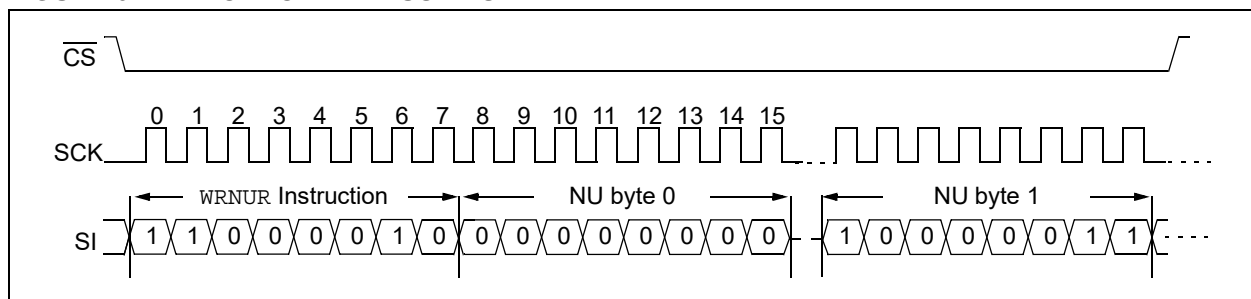 CS
0 1 2 3 4 5 6 7 8 9 10 11 12 13 14 15
SCK
WRNUR Instruction NU byte 0 NU byte 1
SI 1 1 0 0 0 0 1 0 0 0 0 0 0 0 0 0 1 0 0 0 0 0 1 1